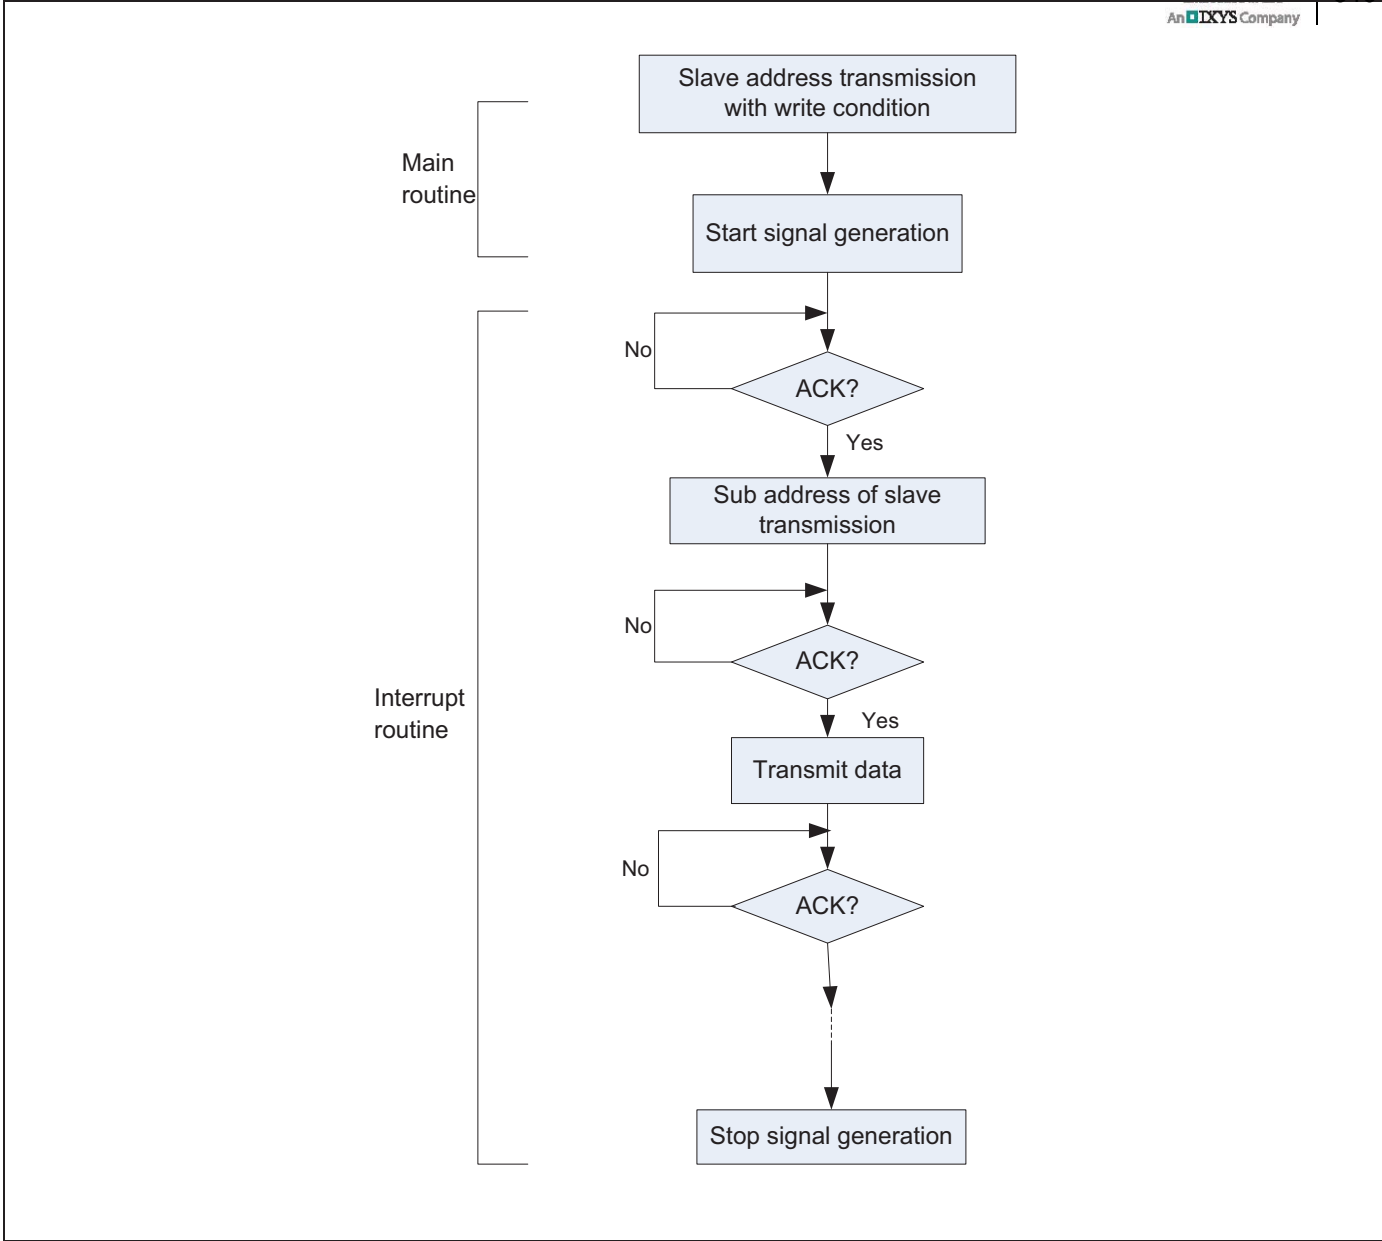 An IXYS Company
Slave address transmission
with write condition
Main
routine
Start signal generation
No
ACK?
Yes
Sub address of slave
transmission
No
ACK?
Yes
Interrupt
routine
Transmit data
No
ACK?
Stop signal generation